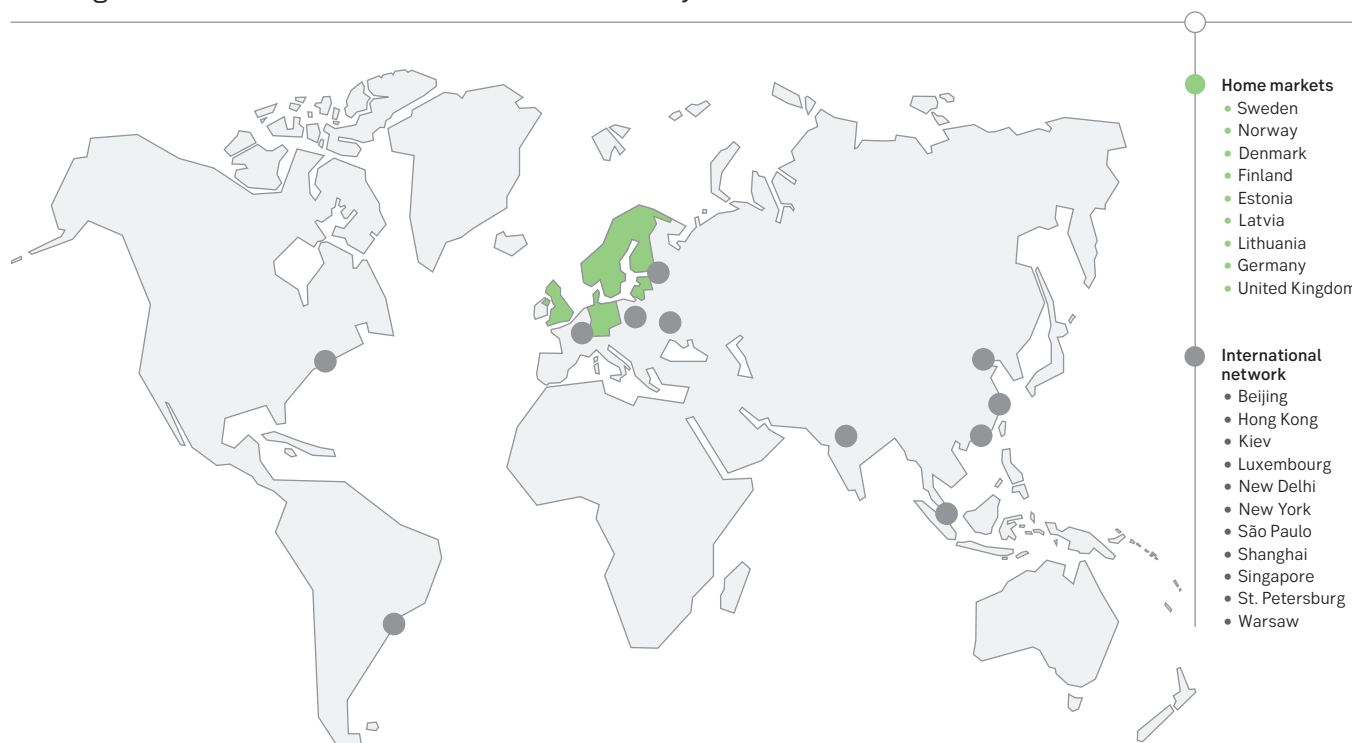 Home markets
• Sweden
• Norway
• Denmark
• Finland
• Estonia
• Latvia
• Lithuania
• Germany
• United Kingdom
International
network
• Beijing
• Hong Kong
• Kiev
• Luxembourg
• New Delhi
• New York
• São Paulo
• Shanghai
• Singapore
• St. Petersburg
• Warsaw